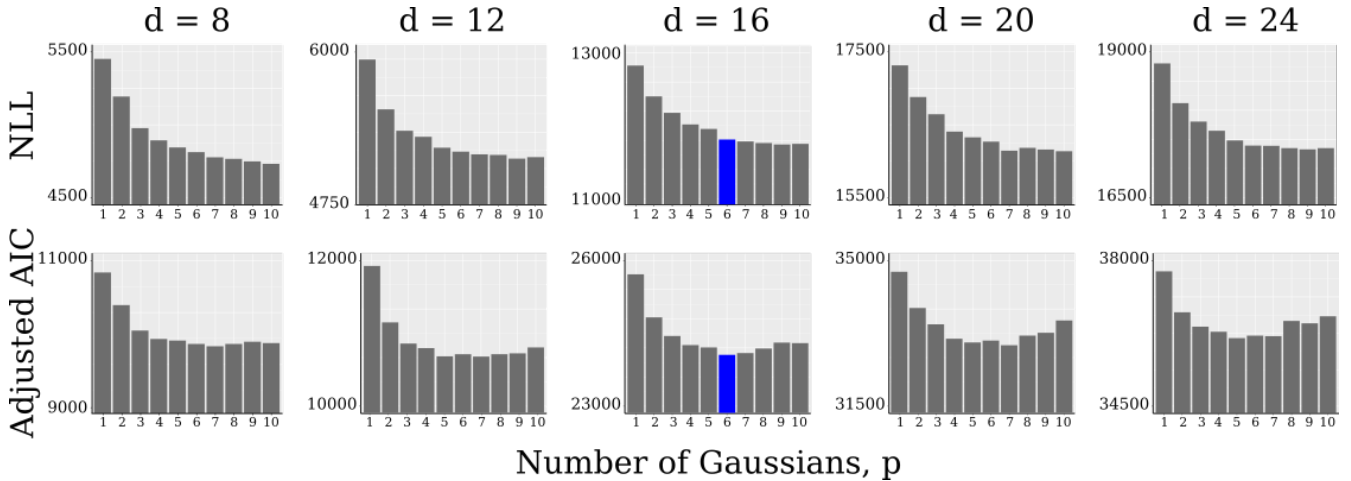 d = 8 d = 12 d = 16 d = 20 d = 24
NLL
5500 6000 13000 17500 19000
4500 4750 11000 15500 16500
1 2 3 4 5 6 7 8 9 10 1 2 3 4 5 6 7 8 9 10 1 2 3 4 5 6 7 8 9 10 1 2 3 4 5 6 7 8 9 10 1 2 3 4 5 6 7 8 9 10
Adjusted AIC
11000 12000 26000 35000 38000
9000 10000 23000 31500 34500
1 2 3 4 5 6 7 8 9 10 1 2 3 4 5 6 7 8 9 10 1 2 3 4 5 6 7 8 9 10 1 2 3 4 5 6 7 8 9 10 1 2 3 4 5 6 7 8 9 10
Number of Gaussians, p